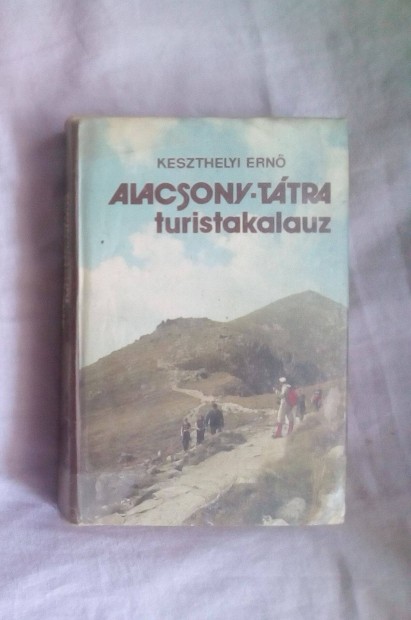 KESZTHELYI ERNŐ
ALACSONY-TÁTRA
turistakalauz